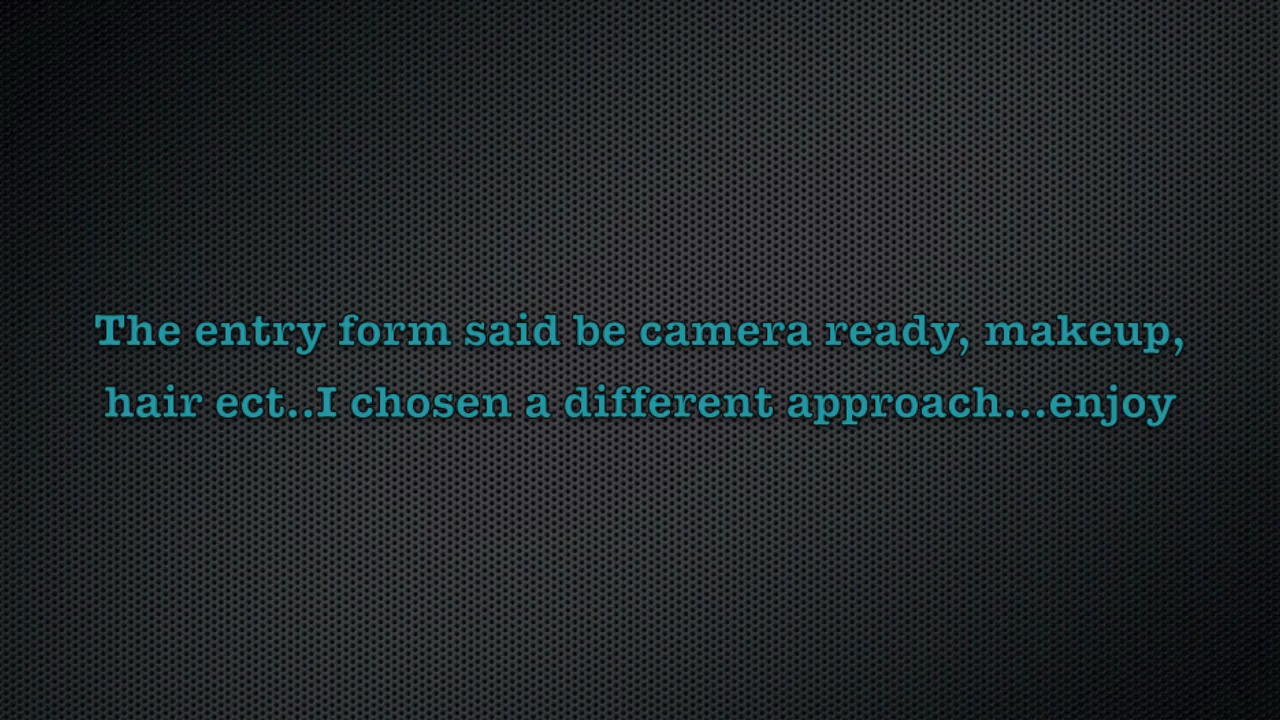 The entry form said be camera ready, makeup,
hair ect..I chosen a different approach...enjoy